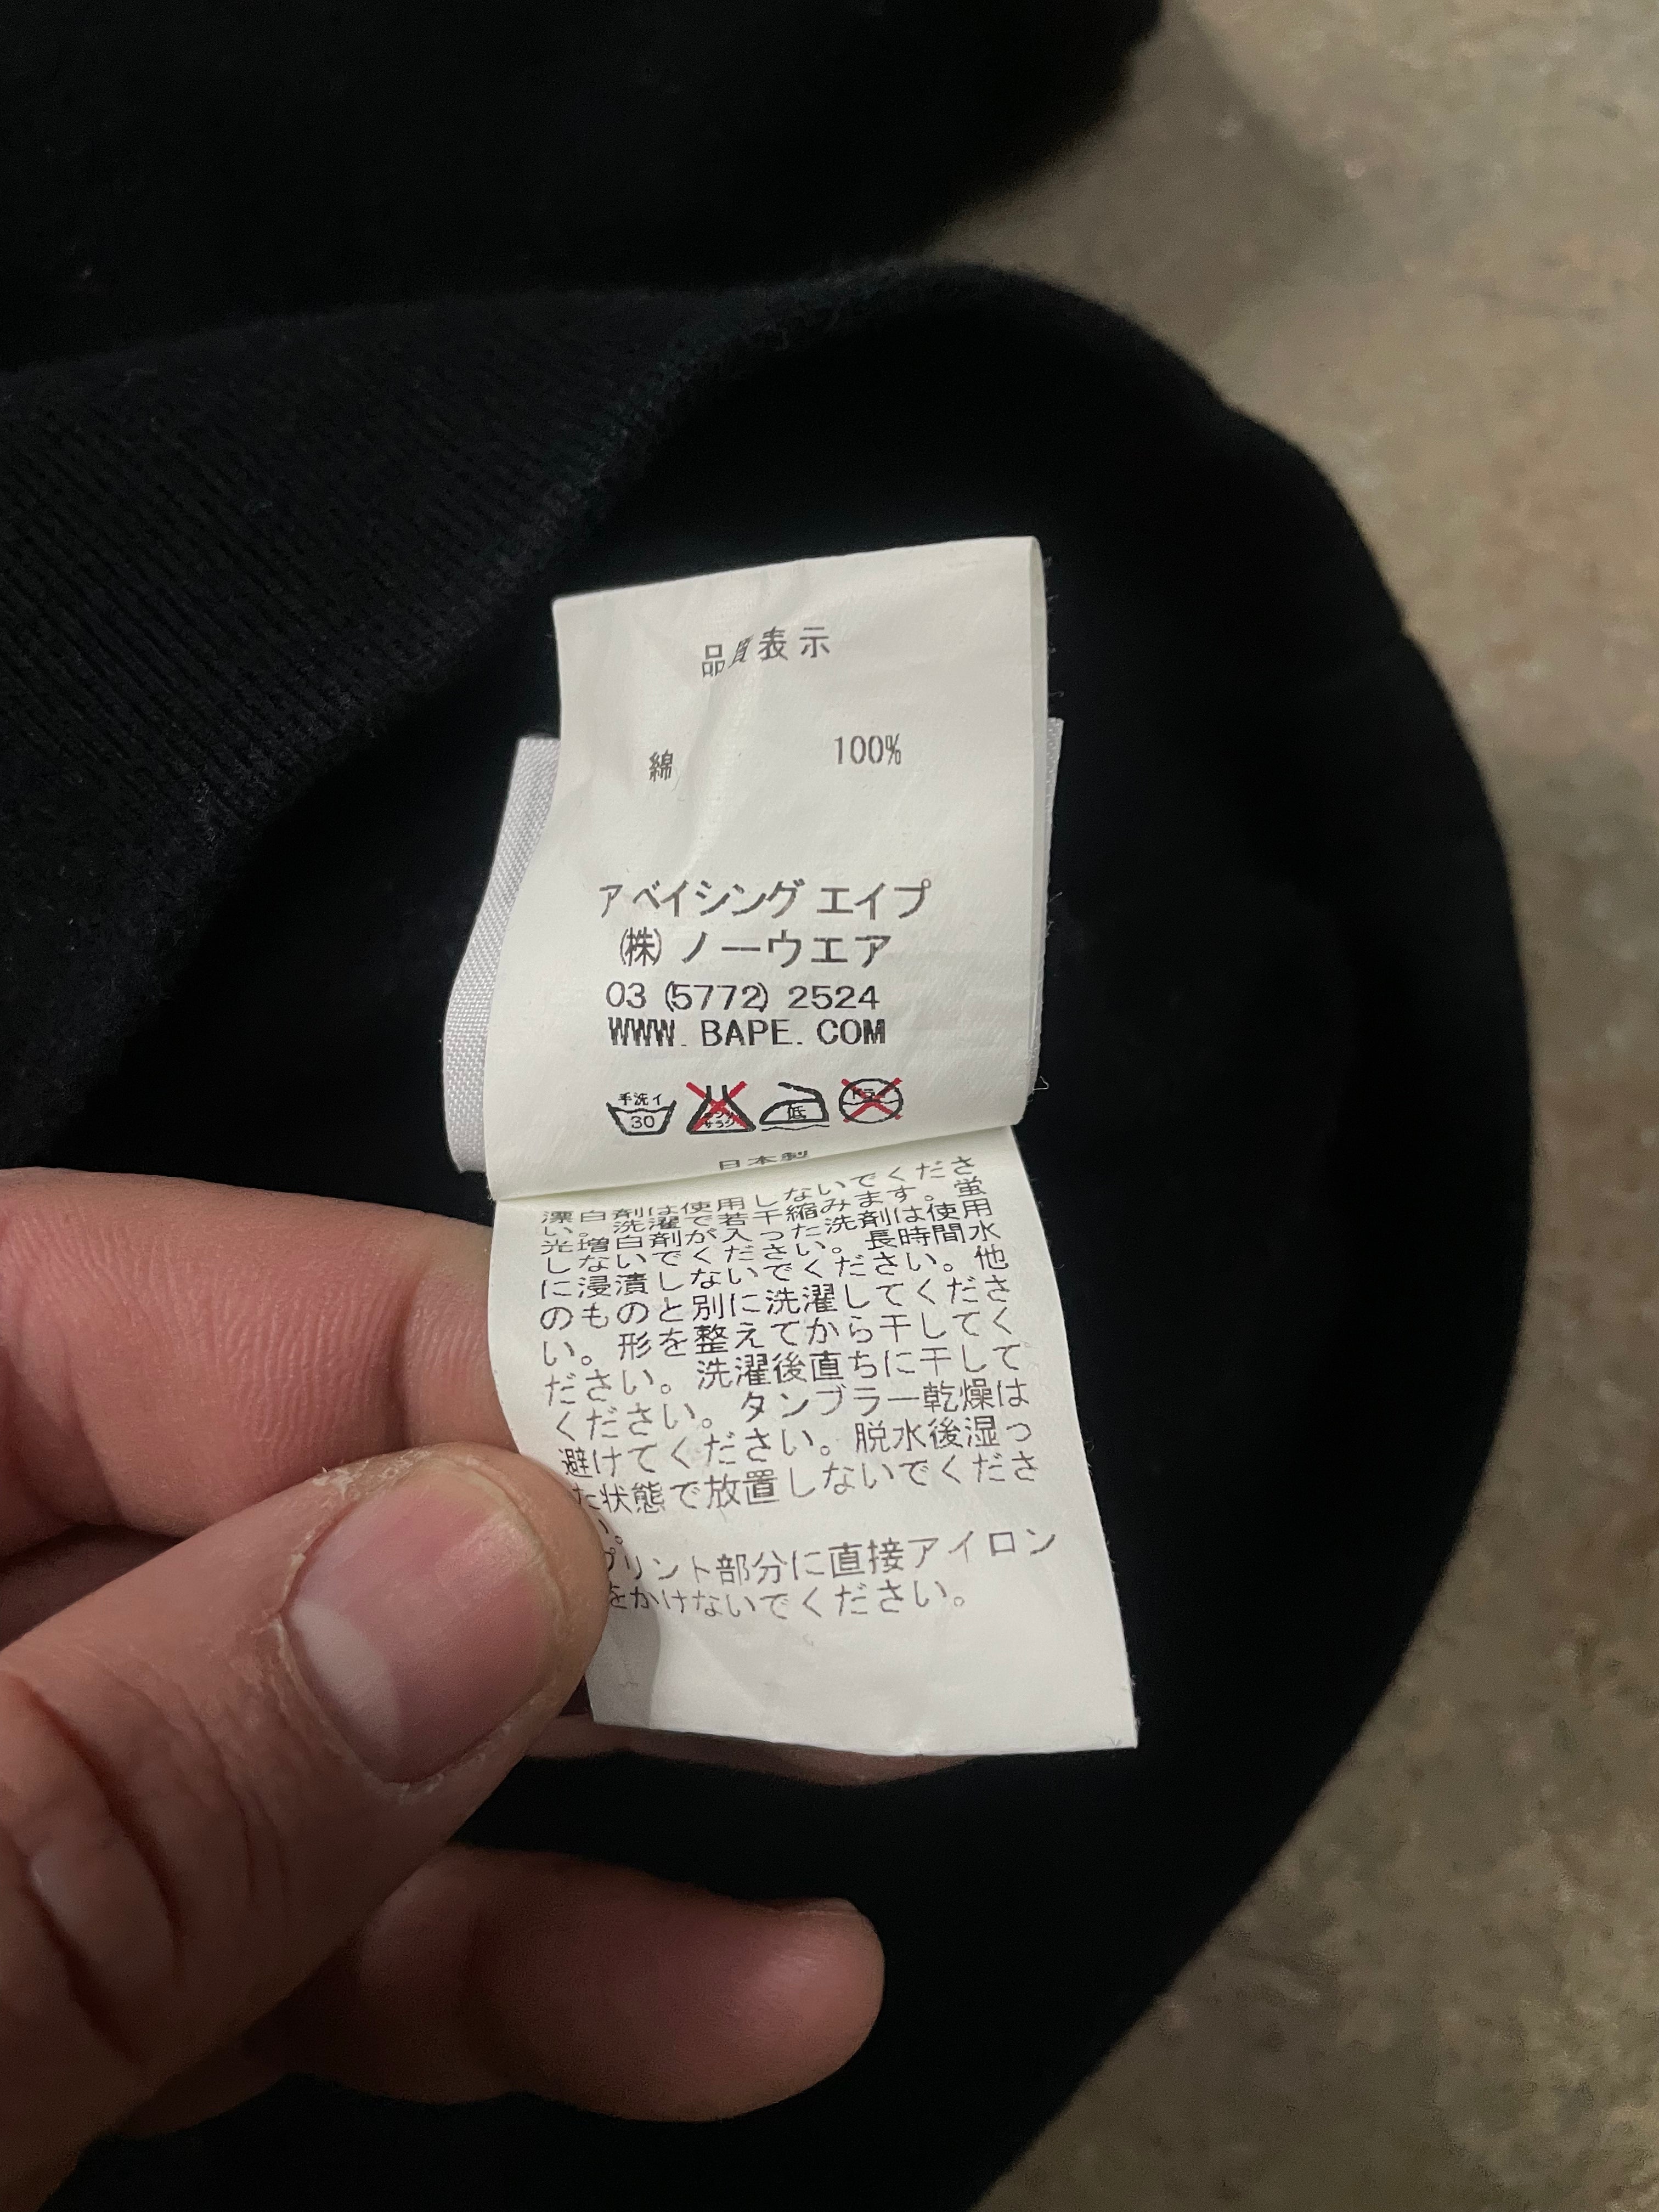 品質表示
綿 100%
アベイシングエイプ
㈱ ノーウエア
03 (5772) 2524
WWW. BAPE. COM
手洗イ
30
低
日本製
漂白剤は使用しないでくださ
い。洗濯で若干縮みます。蛍
光増白剤が入った洗剤は使用
しないでください。長時間水
に浸漬しないでください。他
のものと別に洗濯してくださ
い。形を整えてから干してく
ださい。洗濯後直ちに干して
ください。タンブラー乾燥は
避けてください。脱水後湿っ
た状態で放置しないでくださ
い。
プリント部分に直接アイロン
をかけないでください。